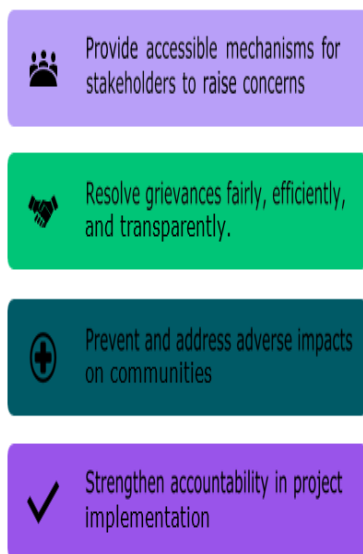 Provide accessible mechanisms for
stakeholders to raise concerns
Resolve grievances fairly, efficiently,
and transparently.
Prevent and address adverse impacts
on communities
Strengthen accountability in project
implementation